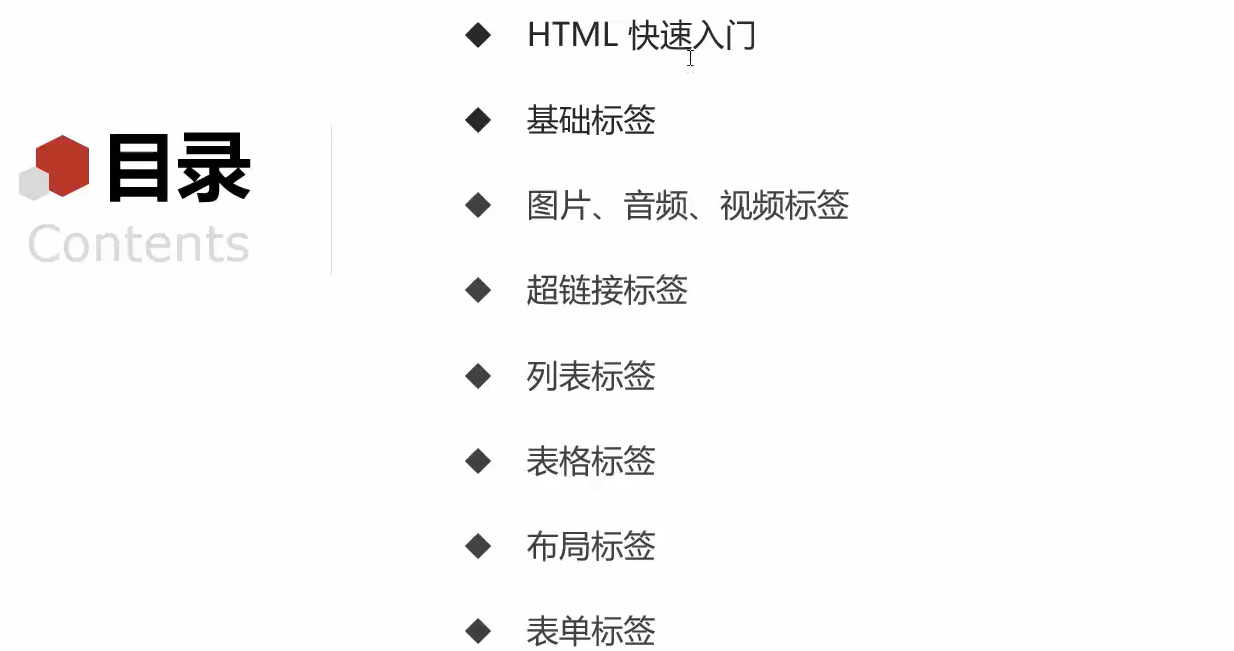 目录
Contents
HTML 快速入门
基础标签
图片、音频、视频标签
超链接标签
列表标签
表格标签
布局标签
表单标签